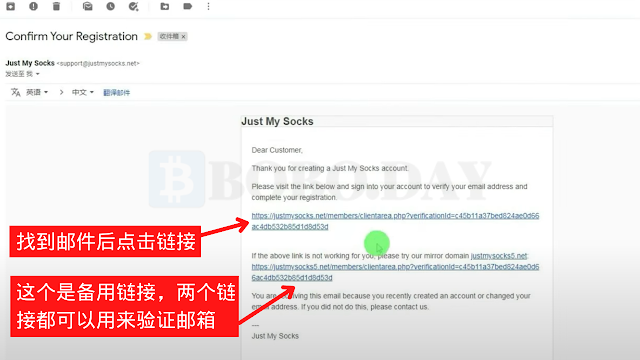 Confirm Your Registration
收件箱 ×
Just My Socks <support@justmysocks.net>
发送至 我
英语 > 中文 翻译邮件
Just My Socks
Dear Customer,
Thank you for creating a Just My Socks account.
Please visit the link below and sign into your account to verify your email address and
complete your registration.
https://justmysocks.net/members/clientarea.php?verificationId=c45b11a37bed624ae0d66
ac4db532b85d1d8d53d
找到邮件后点击链接
If the above link is not working for you, please try our mirror domain justmysocks5.net:
https://justmysocks5.net/members/clientarea.php?verificationId=c45b11a37bed824ae0d6
6ac4db532b85d1d8d53d
这个是备用链接，两个链
接都可以用来验证邮箱
You are receiving this email because you recently created an account or changed your
email address. If you did not do this, please contact us.
---
Just My Socks
BOBO.DAY